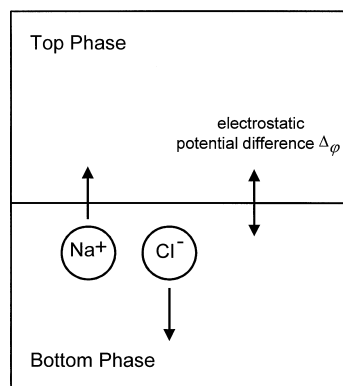 Top Phase
electrostatic
potential difference Δφ
Na+
Cl-
Bottom Phase